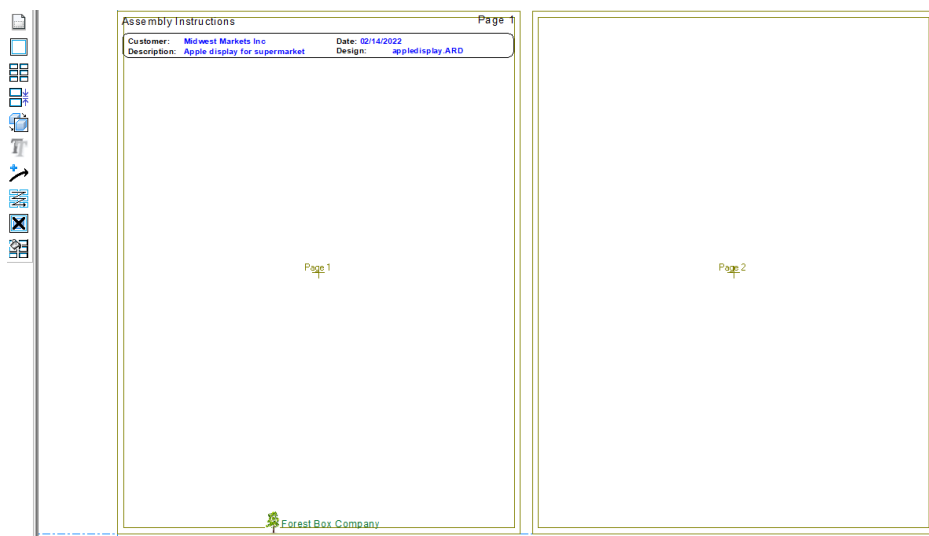 Assembly Instructions Page 1
Customer: Midwest Markets Inc Date: 02/14/2022
Description: Apple display for supermarket Design: appledisplay.ARD
Page 1
Page 2
Forest Box Company